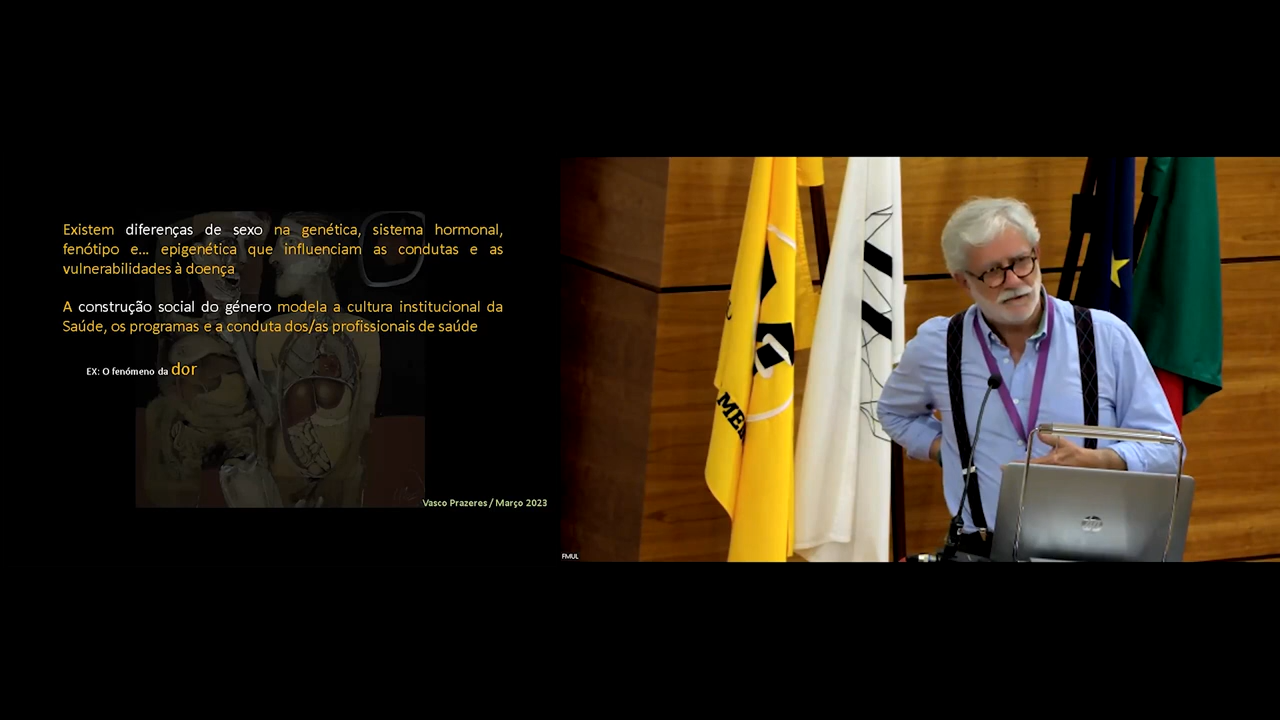 Existem diferenças de sexo na genética, sistema hormonal,
fenótipo e... epigenética que influenciam as condutas e as
vulnerabilidades à doença
A construção social do género modela a cultura institucional da
Saúde, os programas e a conduta dos/as profissionais de saúde
EX: O fenómeno da dor
Vasco Prazeres / Março 2023
FMUL
hp